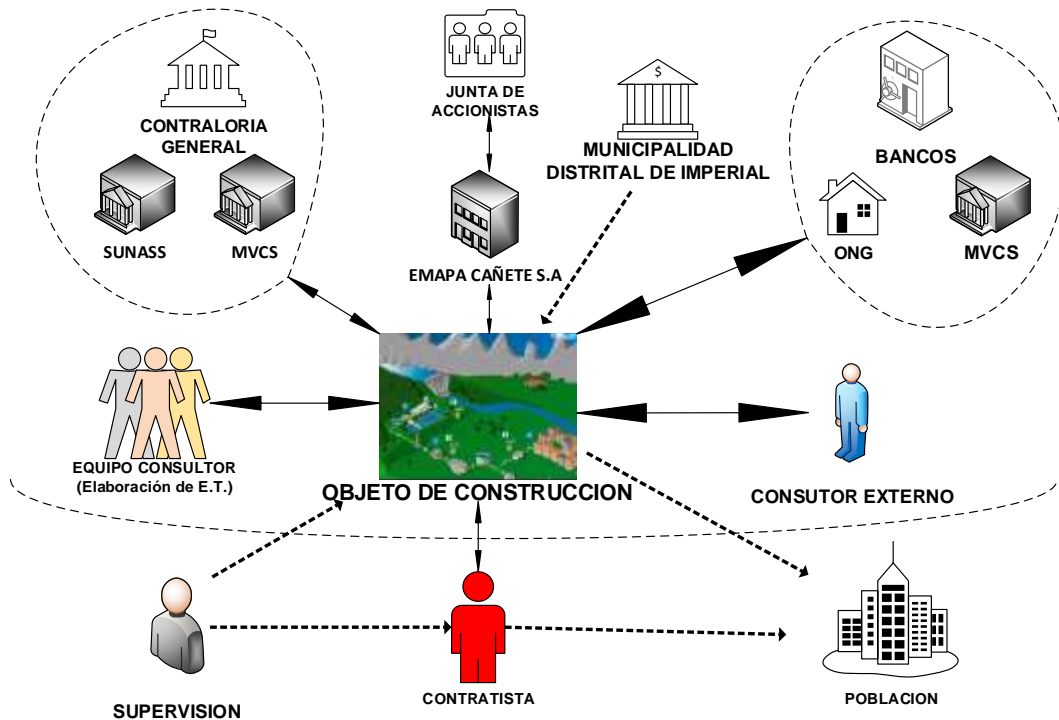 JUNTA DE
ACCIONISTAS
CONTRALORIA
GENERAL
SUNASS
MVCS
EMAPA CAÑETE S.A
$
MUNICIPALIDAD
DISTRITAL DE IMPERIAL
BANCOS
ONG
MVCS
EQUIPO CONSULTOR
(Elaboración de E.T.)
OBJETO DE CONSTRUCCION
CONSUTOR EXTERNO
SUPERVISION
CONTRATISTA
POBLACION